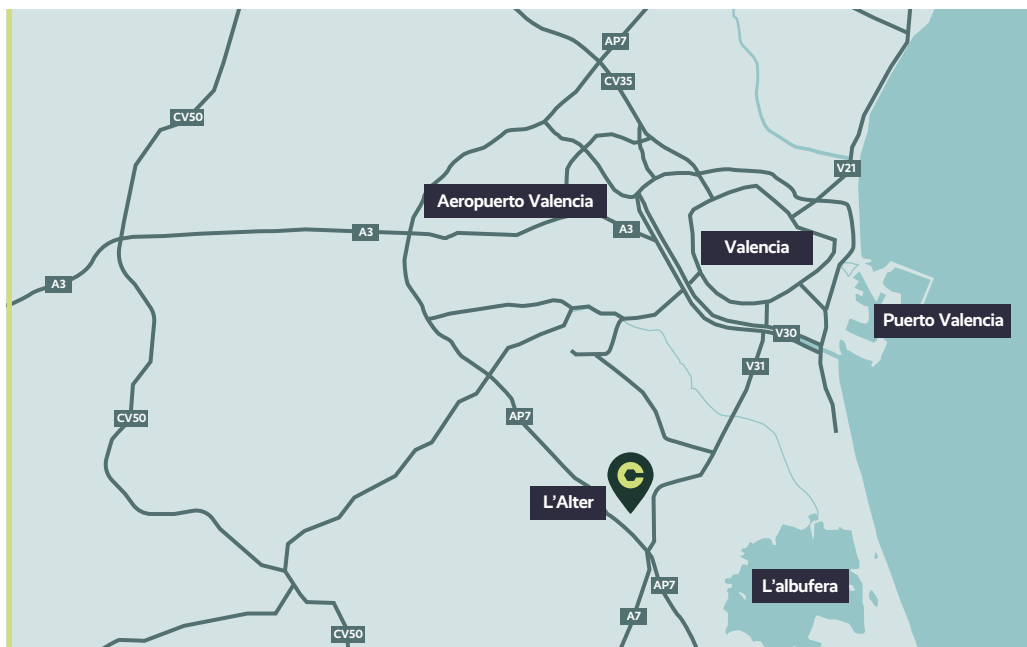 AP7
CV35
CV50
V21
Aeropuerto Valencia
A3
A3
Valencia
A3
Puerto Valencia
V30
V31
CV50
AP7
L'Alter
L'albufera
AP7
A7
CV50